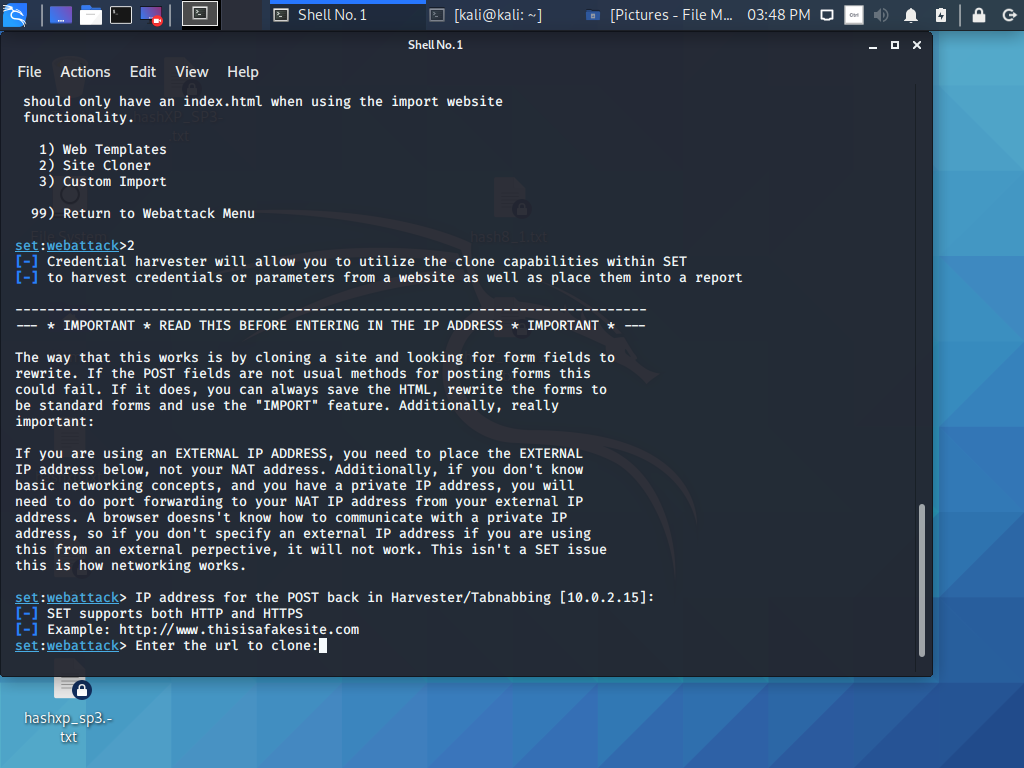 Shell No. 1
[kali@kali: ~]
[Pictures - File M...
03:48 PM
Shell No. 1
File Actions Edit View Help
should only have an index.html when using the import website
functionality.
1) Web Templates
2) Site Cloner
3) Custom Import
99) Return to Webattack Menu
set:webattack>2
[-] Credential harvester will allow you to utilize the clone capabilities within SET
[-] to harvest credentials or parameters from a website as well as place them into a report
-------------------------------------------------------------------------------
--- * IMPORTANT * READ THIS BEFORE ENTERING IN THE IP ADDRESS * IMPORTANT * ---
The way that this works is by cloning a site and looking for form fields to
rewrite. If the POST fields are not usual methods for posting forms this
could fail. If it does, you can always save the HTML, rewrite the forms to
be standard forms and use the "IMPORT" feature. Additionally, really
important:
If you are using an EXTERNAL IP ADDRESS, you need to place the EXTERNAL
IP address below, not your NAT address. Additionally, if you don't know
basic networking concepts, and you have a private IP address, you will
need to do port forwarding to your NAT IP address from your external IP
address. A browser doesns't know how to communicate with a private IP
address, so if you don't specify an external IP address if you are using
this from an external perpective, it will not work. This isn't a SET issue
this is how networking works.
set:webattack> IP address for the POST back in Harvester/Tabnabbing [10.0.2.15]:
[-] SET supports both HTTP and HTTPS
[-] Example: http://www.thisisafakesite.com
set:webattack> Enter the url to clone:
hashxp_sp3.-
txt